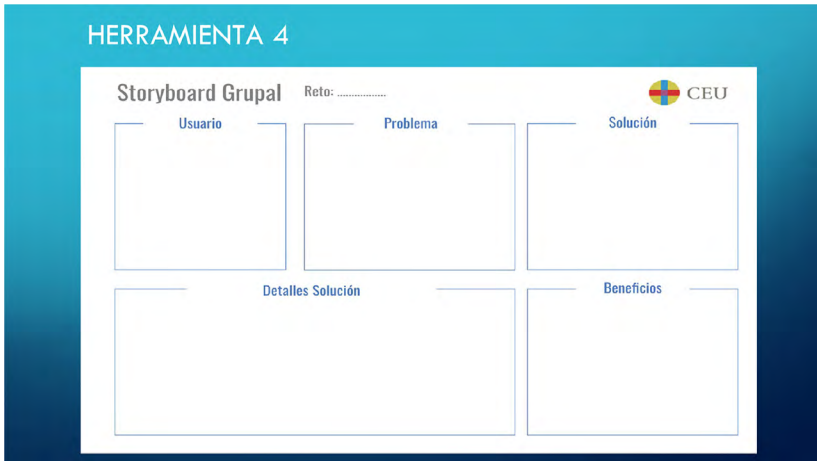 HERRAMIENTA 4
Storyboard Grupal Reto: ................
CEU
Usuario
Problema
Solución
Detalles Solución
Beneficios